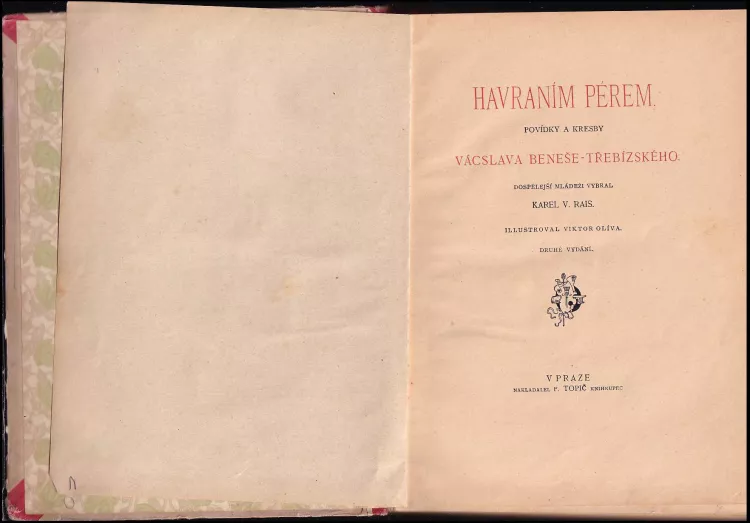 HAVRANÍM PÉREM.
POVÍDKY A KRESBY
VÁCSLAVA BENEŠE-TŘEBÍZSKÉHO.
DOSPĚLEJŠÍ MLÁDEŽI VYBRAL
KAREL V. RAIS.
ILLUSTROVAL VIKTOR OLÍVA.
DRUHÉ VYDÁNÍ.
V PRAZE
NAKLADATEL F. TOPIČ KNIHKUPEC